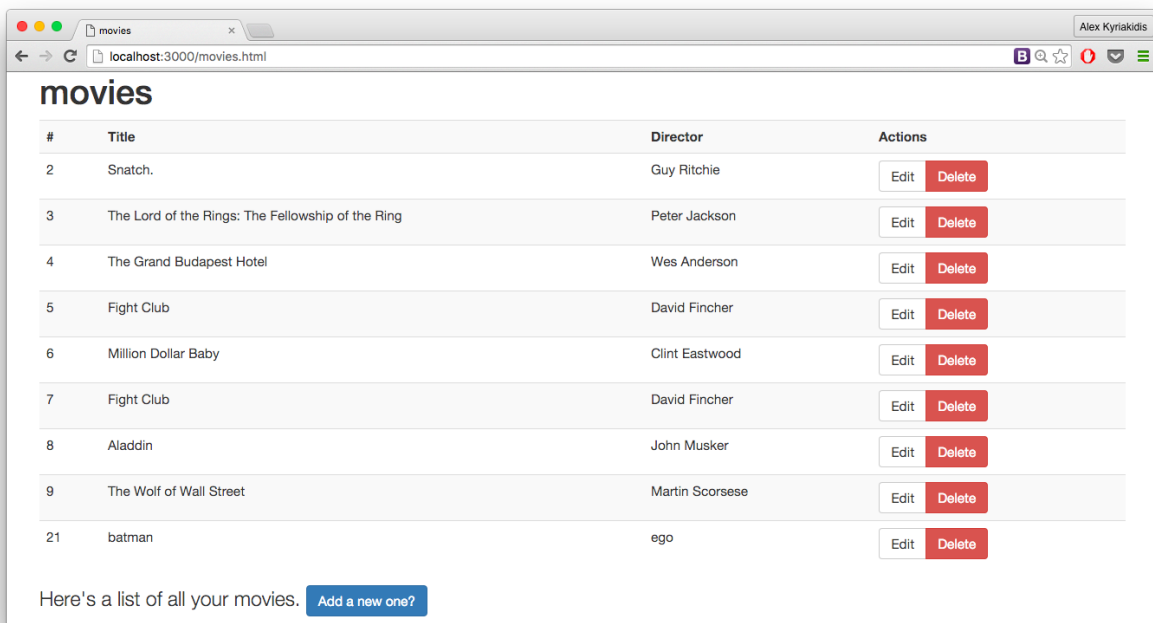 movies
Alex Kyriakidis
localhost:3000/movies.html
B
movies
# Title Director Actions
2 Snatch. Guy Ritchie Edit Delete
3 The Lord of the Rings: The Fellowship of the Ring Peter Jackson Edit Delete
4 The Grand Budapest Hotel Wes Anderson Edit Delete
5 Fight Club David Fincher Edit Delete
6 Million Dollar Baby Clint Eastwood Edit Delete
7 Fight Club David Fincher Edit Delete
8 Aladdin John Musker Edit Delete
9 The Wolf of Wall Street Martin Scorsese Edit Delete
21 batman ego Edit Delete
Here's a list of all your movies. Add a new one?